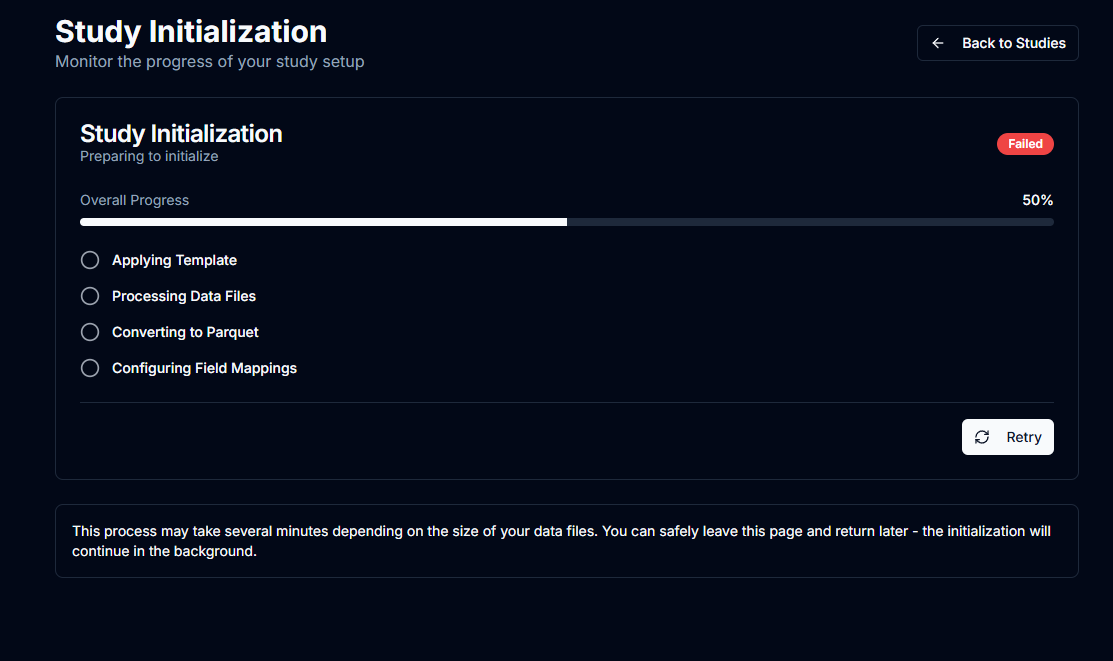 Study Initialization
Monitor the progress of your study setup
Back to Studies
Study Initialization
Preparing to initialize
Failed
Overall Progress
50%
Applying Template
Processing Data Files
Converting to Parquet
Configuring Field Mappings
Retry
This process may take several minutes depending on the size of your data files. You can safely leave this page and return later - the initialization will
continue in the background.